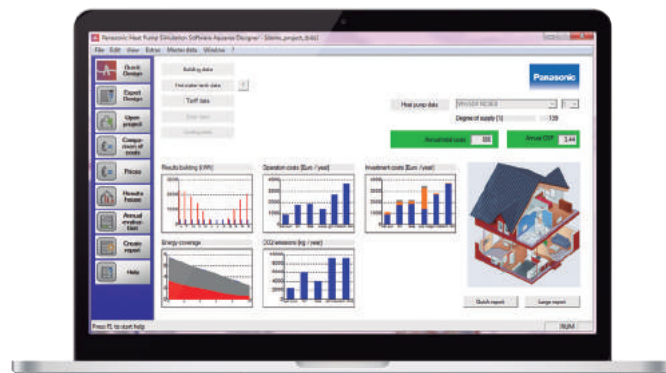 Panasonic Heat Pump Simulation Software Aquarea Designer
File Edit View Extras Master data Window ?
Quick
Design
Expert
Design
Open
project
Compa-
rison of
costs
Prices
Results
house
Annual
evalua-
tion
Create
report
Help
Building data
Hot water tank data
Tariff data
Panasonic
Heat pump data
Degree of supply [%]
139
Annual total costs
Annual COP
3.44
Results building [kWh]
Operation costs [Euro / year]
Investment costs [Euro / year]
Energy coverage
CO2 emissions [kg / year]
Quick report
Large report
Press F1 to start help
NUM